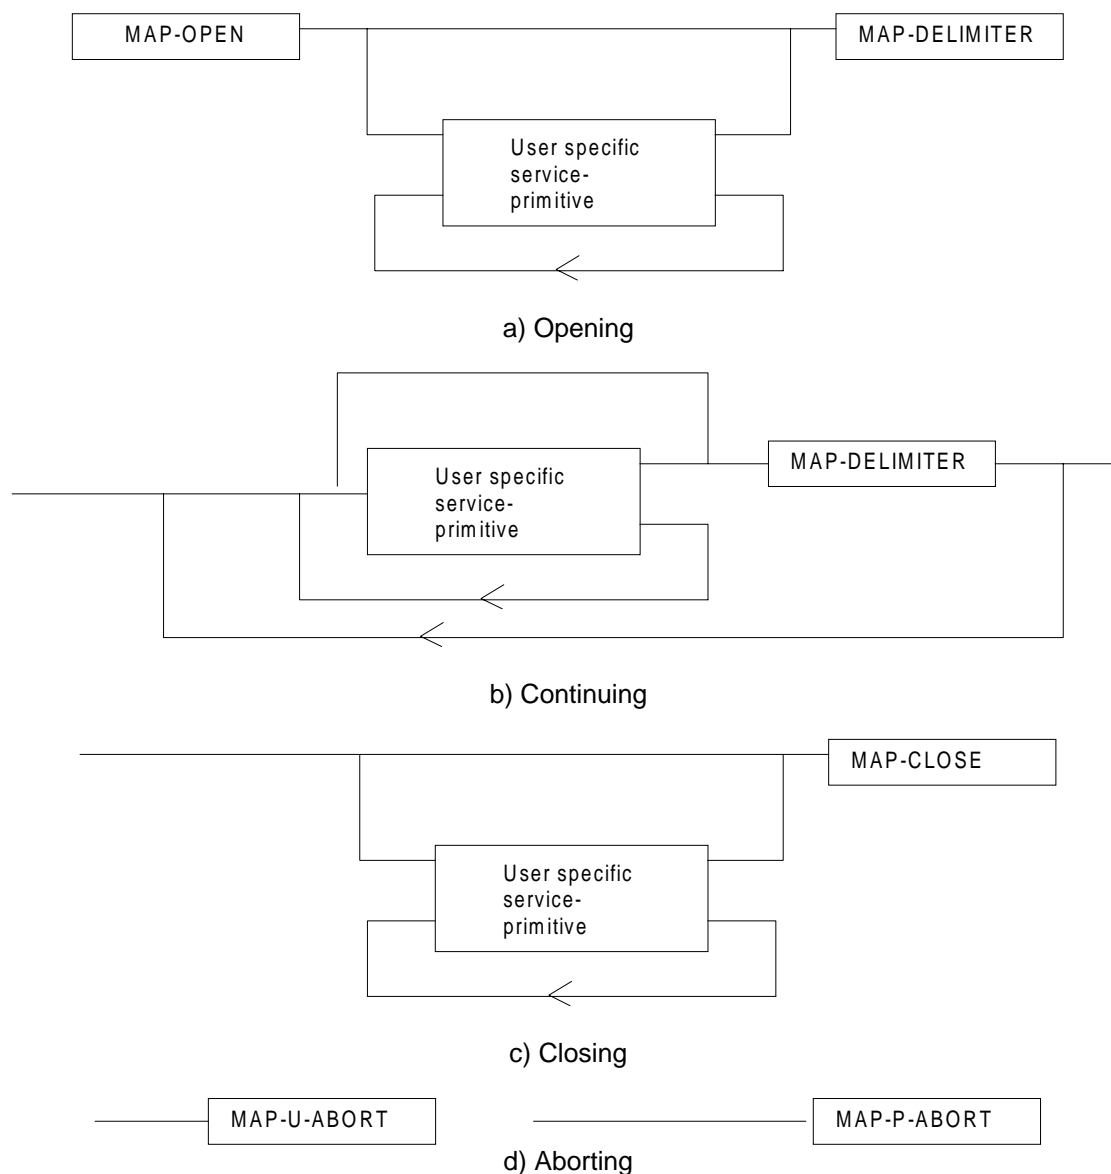 MAP-OPEN
MAP-DELIMITER
User specific
service-
primitive
a) Opening
User specific
service-
primitive
MAP-DELIMITER
b) Continuing
MAP-CLOSE
User specific
service-
primitive
c) Closing
MAP-U-ABORT
MAP-P-ABORT
d) Aborting